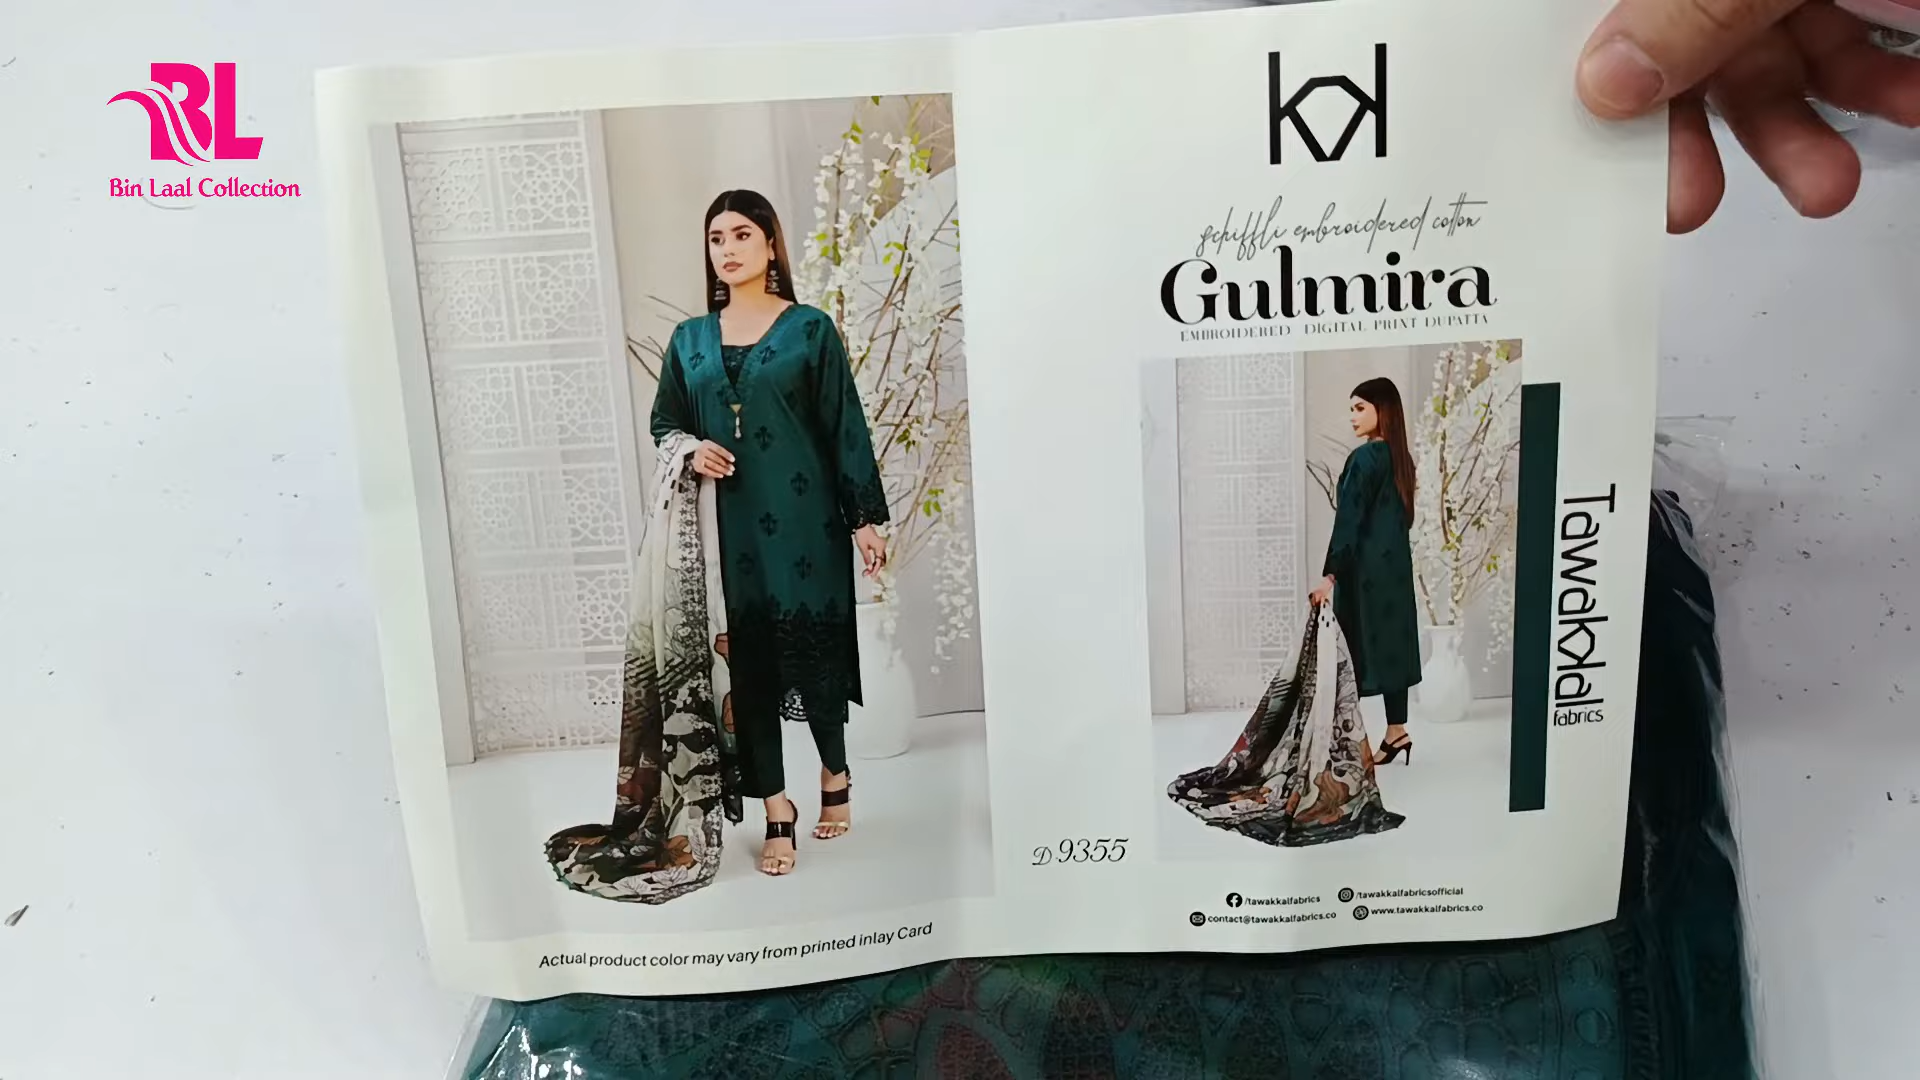 BL
Bin Laal Collection
kk
schiffli embroidered cotton
Gulmira
EMBROIDERED DIGITAL PRINT DUPATTA
Tawakkal
fabrics
D 9355
/tawakkalfabrics
/tawakkalfabricsofficial
contact@tawakkalfabrics.co
www.tawakkalfabrics.co
Actual product color may vary from printed inlay Card